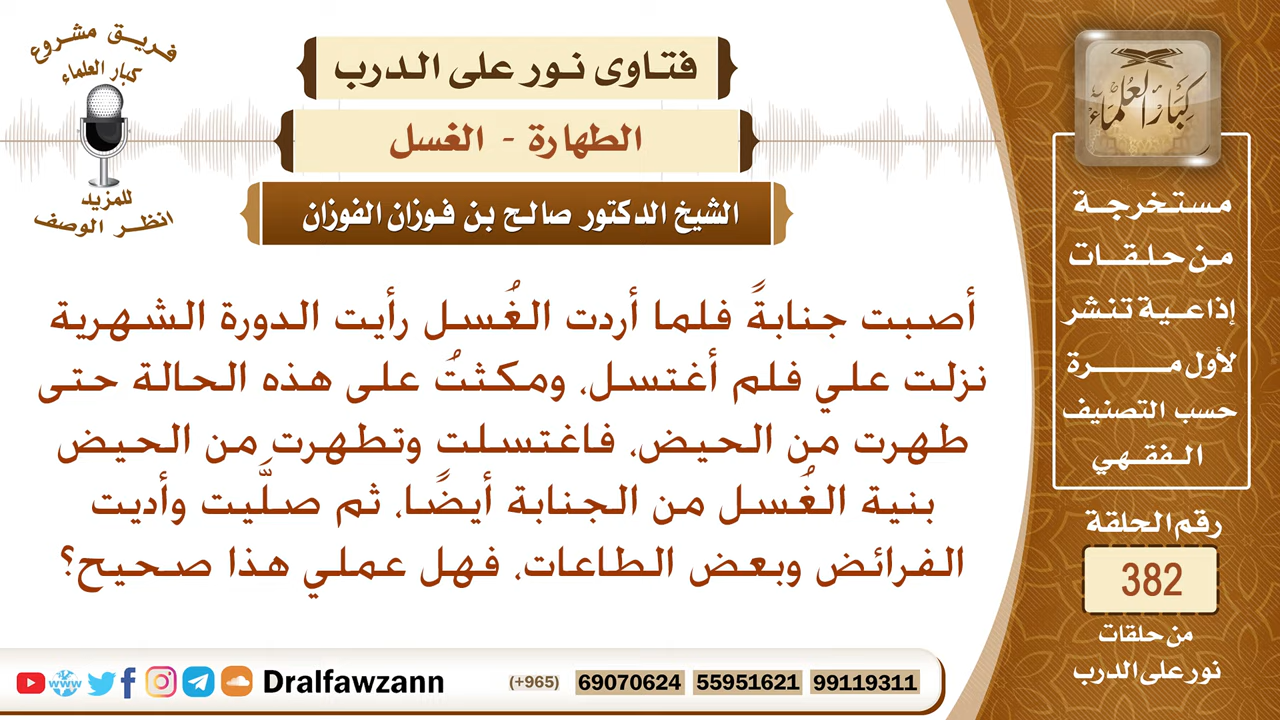 فريق مشروع
كبار العلماء
للمزيد
انظر الوصف
فتاوى نور على الدرب
الطهارة - الغسل
الشيخ الدكتور صالح بن فوزان الفوزان
أصبت جنابةً فلما أردت الغُسل رأيت الدورة الشهرية
نزلت علي فلم أغتسل، ومكثتُ على هذه الحالة حتى
طهرت من الحيض، فاغتسلت وتطهرت من الحيض
بنية الغُسل من الجنابة أيضًا، ثم صلَّيت وأديت
الفرائض وبعض الطاعات، فهل عملي هذا صحيح؟
كبار العلماء
مستخرجة
من حلقات
إذاعية تنشر
لأول مرة
حسب التصنيف
الفقهي
رقم الحلقة
382
من حلقات
نور على الدرب
www Dralfawzann (+965) 69070624 55951621 99119311